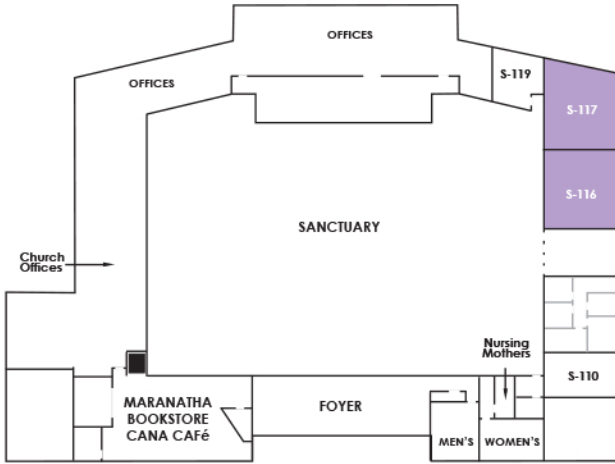 OFFICES
OFFICES
S-119
S-117
S-116
SANCTUARY
Church
Offices
Nursing
Mothers
S-110
MARANATHA
BOOKSTORE
CANA CAFé
FOYER
MEN'S
WOMEN'S